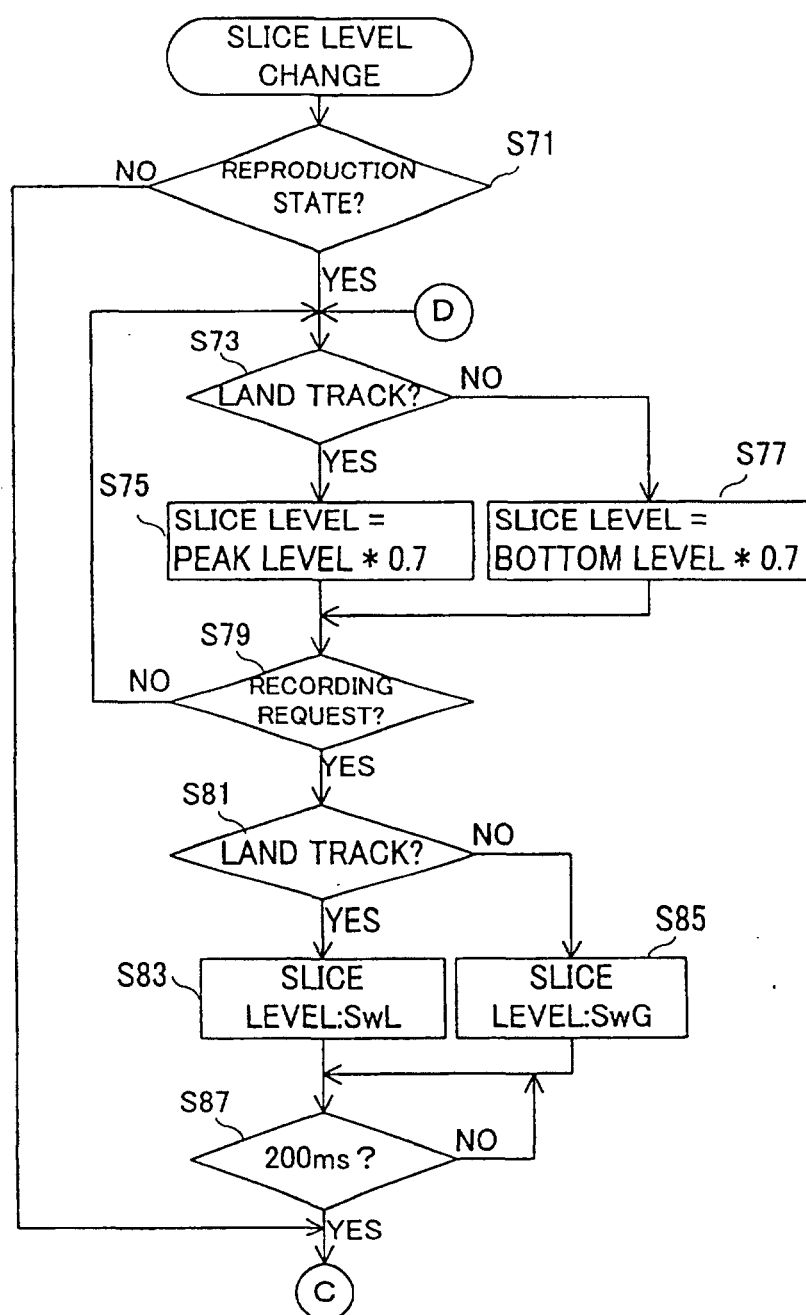 SLICE LEVEL
CHANGE
S71
NO
REPRODUCTION
STATE?
YES
D
S73
LAND TRACK?
NO
YES
S75
SLICE LEVEL =
PEAK LEVEL * 0.7
S77
SLICE LEVEL =
BOTTOM LEVEL * 0.7
S79
NO
RECORDING
REQUEST?
YES
S81
LAND TRACK?
NO
YES
S83
SLICE
LEVEL:SwL
S85
SLICE
LEVEL:SwG
S87
200ms ?
NO
YES
C